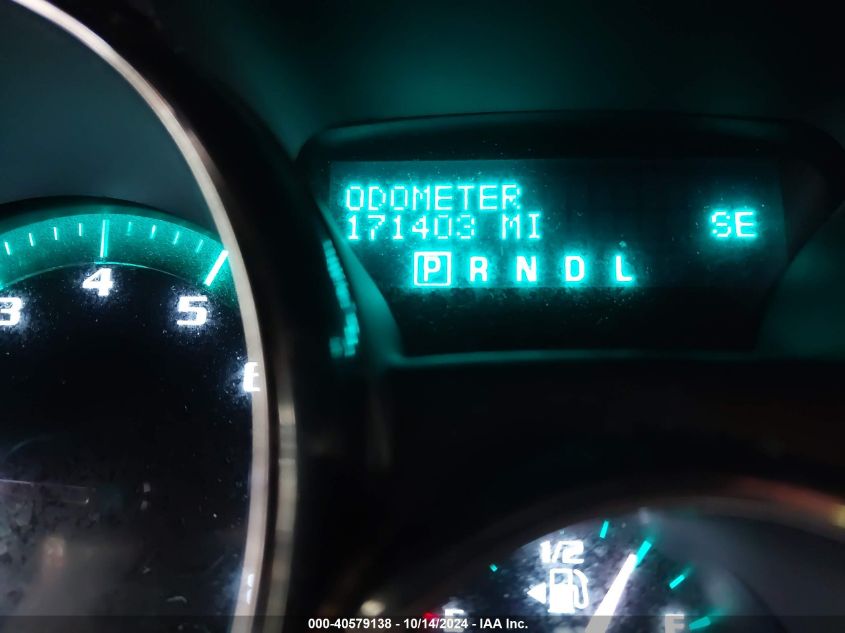 ODOMETER
171403 MI
SE
P R N D L
3 4 5
1/2
000-40579138 - 10/14/2024 - IAA Inc.